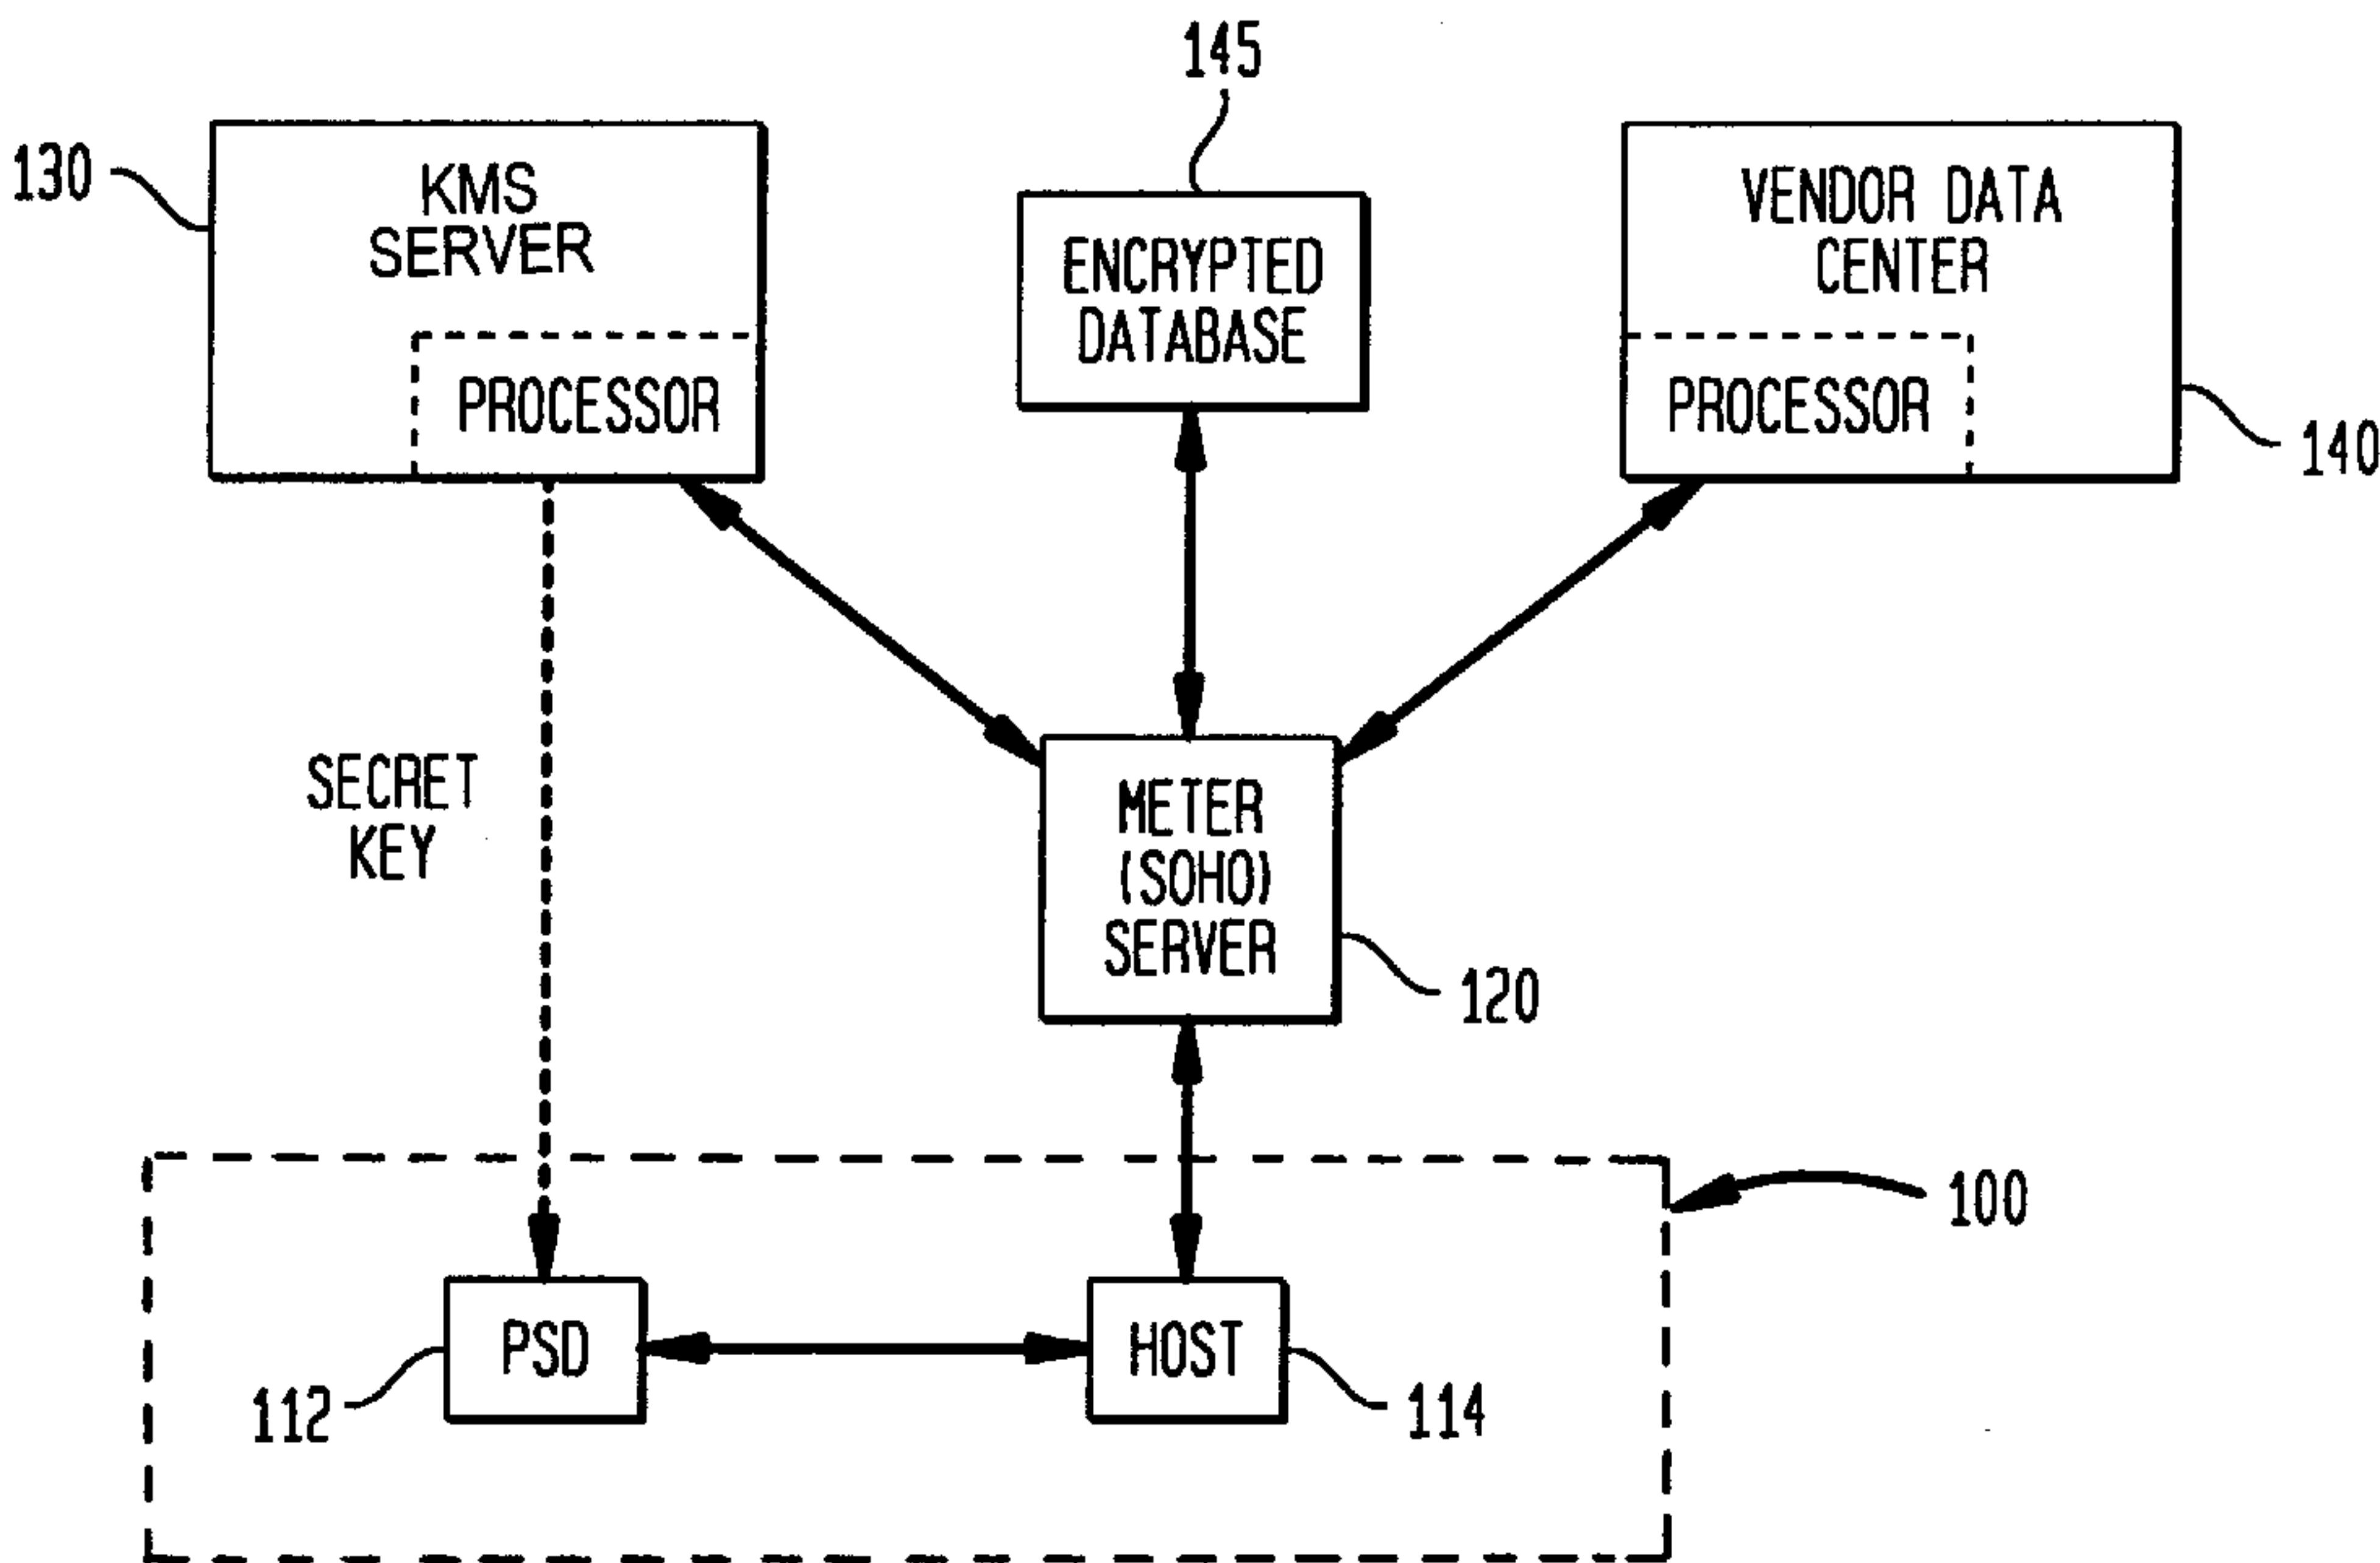 145
130
KMS
SERVER
PROCESSOR
ENCRYPTED
DATABASE
VENDOR DATA
CENTER
PROCESSOR
140
SECRET
KEY
METER
(SOHO)
SERVER
120
100
PSD
HOST
112
114